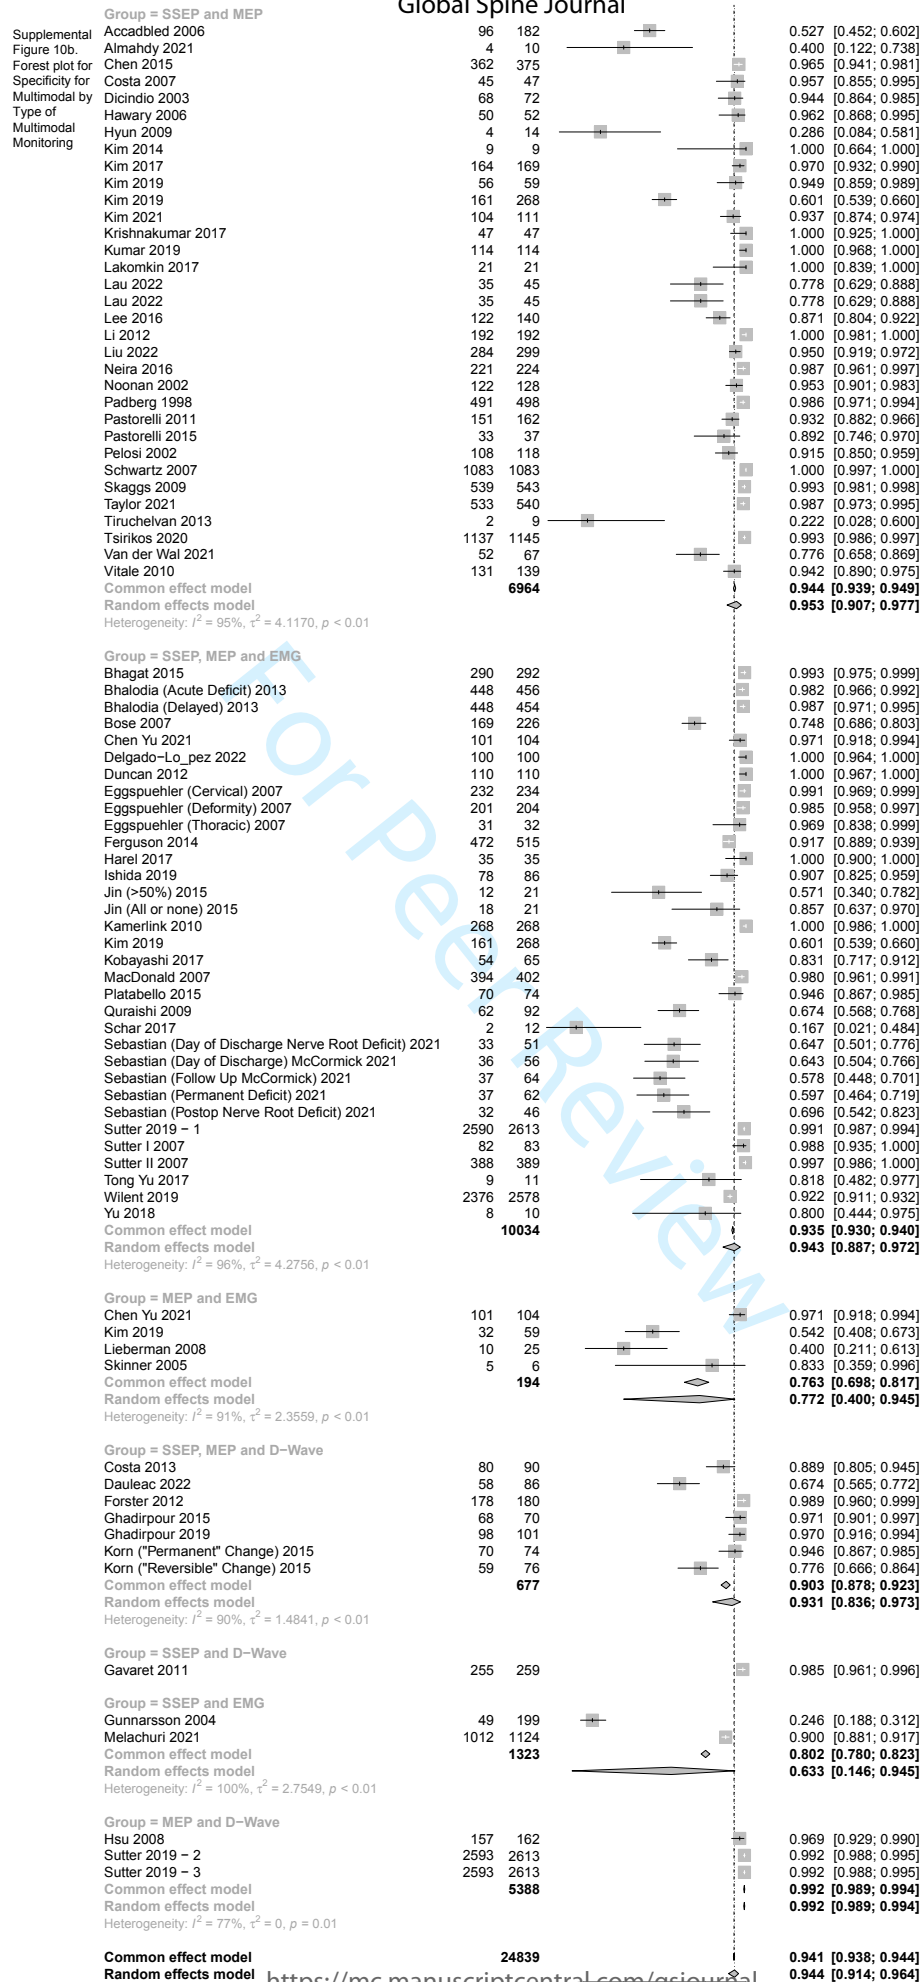 Global Spine Journal
Supplemental
Figure 10b.
Forest plot for
Specificity for
Multimodal by
Type of
Multimodal
Monitoring
Group = SSEP and MEP
Accadbled 2006 96 182 0.527 [0.452; 0.602]
Almahdy 2021 4 10 0.400 [0.122; 0.738]
Chen 2015 362 375 0.965 [0.941; 0.981]
Costa 2007 45 47 0.957 [0.855; 0.995]
Dicindio 2003 68 72 0.944 [0.864; 0.985]
Hawary 2006 50 52 0.962 [0.868; 0.995]
Hyun 2009 4 14 0.286 [0.084; 0.581]
Kim 2014 9 9 1.000 [0.664; 1.000]
Kim 2017 164 169 0.970 [0.932; 0.990]
Kim 2019 56 59 0.949 [0.859; 0.989]
Kim 2019 161 268 0.601 [0.539; 0.660]
Kim 2021 104 111 0.937 [0.874; 0.974]
Krishnakumar 2017 47 47 1.000 [0.925; 1.000]
Kumar 2019 114 114 1.000 [0.968; 1.000]
Lakomkin 2017 21 21 1.000 [0.839; 1.000]
Lau 2022 35 45 0.778 [0.629; 0.888]
Lau 2022 35 45 0.778 [0.629; 0.888]
Lee 2016 122 140 0.871 [0.804; 0.922]
Li 2012 192 192 1.000 [0.981; 1.000]
Liu 2022 284 299 0.950 [0.919; 0.972]
Neira 2016 221 224 0.987 [0.961; 0.997]
Noonan 2002 122 128 0.953 [0.901; 0.983]
Padberg 1998 491 498 0.986 [0.971; 0.994]
Pastorelli 2011 151 162 0.932 [0.882; 0.966]
Pastorelli 2015 33 37 0.892 [0.746; 0.970]
Pelosi 2002 108 118 0.915 [0.850; 0.959]
Schwartz 2007 1083 1083 1.000 [0.997; 1.000]
Skaggs 2009 539 543 0.993 [0.981; 0.998]
Taylor 2021 533 540 0.987 [0.973; 0.995]
Tiruchelvan 2013 2 9 0.222 [0.028; 0.600]
Tsirikos 2020 1137 1145 0.993 [0.986; 0.997]
Van der Wal 2021 52 67 0.776 [0.658; 0.869]
Vitale 2010 131 139 0.942 [0.890; 0.975]
Common effect model 6964 0.944 [0.939; 0.949]
Random effects model 0.953 [0.907; 0.977]
Heterogeneity: I² = 95%, τ² = 4.1170, p < 0.01
Group = SSEP, MEP and EMG
Bhagat 2015 290 292 0.993 [0.975; 0.999]
Bhalodia (Acute Deficit) 2013 448 456 0.982 [0.966; 0.992]
Bhalodia (Delayed) 2013 448 454 0.987 [0.971; 0.995]
Bose 2007 169 226 0.748 [0.686; 0.803]
Chen Yu 2021 101 104 0.971 [0.918; 0.994]
Delgado−Lo_pez 2022 100 100 1.000 [0.964; 1.000]
Duncan 2012 110 110 1.000 [0.967; 1.000]
Eggspuehler (Cervical) 2007 232 234 0.991 [0.969; 0.999]
Eggspuehler (Deformity) 2007 201 204 0.985 [0.958; 0.997]
Eggspuehler (Thoracic) 2007 31 32 0.969 [0.838; 0.999]
Ferguson 2014 472 515 0.917 [0.889; 0.939]
Harel 2017 35 35 1.000 [0.900; 1.000]
Ishida 2019 78 86 0.907 [0.825; 0.959]
Jin (>50%) 2015 12 21 0.571 [0.340; 0.782]
Jin (All or none) 2015 18 21 0.857 [0.637; 0.970]
Kamerlink 2010 268 268 1.000 [0.986; 1.000]
Kim 2019 161 268 0.601 [0.539; 0.660]
Kobayashi 2017 54 65 0.831 [0.717; 0.912]
MacDonald 2007 394 402 0.980 [0.961; 0.991]
Platabello 2015 70 74 0.946 [0.867; 0.985]
Quraishi 2009 62 92 0.674 [0.568; 0.768]
Schar 2017 2 12 0.167 [0.021; 0.484]
Sebastian (Day of Discharge Nerve Root Deficit) 2021 33 51 0.647 [0.501; 0.776]
Sebastian (Day of Discharge) McCormick 2021 36 56 0.643 [0.504; 0.766]
Sebastian (Follow Up McCormick) 2021 37 64 0.578 [0.448; 0.701]
Sebastian (Permanent Deficit) 2021 37 62 0.597 [0.464; 0.719]
Sebastian (Postop Nerve Root Deficit) 2021 32 46 0.696 [0.542; 0.823]
Sutter 2019 − 1 2590 2613 0.991 [0.987; 0.994]
Sutter I 2007 82 83 0.988 [0.935; 1.000]
Sutter II 2007 388 389 0.997 [0.986; 1.000]
Tong Yu 2017 9 11 0.818 [0.482; 0.977]
Wilent 2019 2376 2578 0.922 [0.911; 0.932]
Yu 2018 8 10 0.800 [0.444; 0.975]
Common effect model 10034 0.935 [0.930; 0.940]
Random effects model 0.943 [0.887; 0.972]
Heterogeneity: I² = 96%, τ² = 4.2756, p < 0.01
Group = MEP and EMG
Chen Yu 2021 101 104 0.971 [0.918; 0.994]
Kim 2019 32 59 0.542 [0.408; 0.673]
Lieberman 2008 10 25 0.400 [0.211; 0.613]
Skinner 2005 5 6 0.833 [0.359; 0.996]
Common effect model 194 0.763 [0.698; 0.817]
Random effects model 0.772 [0.400; 0.945]
Heterogeneity: I² = 91%, τ² = 2.3559, p < 0.01
Group = SSEP, MEP and D−Wave
Costa 2013 80 90 0.889 [0.805; 0.945]
Dauleac 2022 58 86 0.674 [0.565; 0.772]
Forster 2012 178 180 0.989 [0.960; 0.999]
Ghadirpour 2015 68 70 0.971 [0.901; 0.997]
Ghadirpour 2019 98 101 0.970 [0.916; 0.994]
Korn ("Permanent" Change) 2015 70 74 0.946 [0.867; 0.985]
Korn ("Reversible" Change) 2015 59 76 0.776 [0.666; 0.864]
Common effect model 677 0.903 [0.878; 0.923]
Random effects model 0.931 [0.836; 0.973]
Heterogeneity: I² = 90%, τ² = 1.4841, p < 0.01
Group = SSEP and D−Wave
Gavaret 2011 255 259 0.985 [0.961; 0.996]
Group = SSEP and EMG
Gunnarsson 2004 49 199 0.246 [0.188; 0.312]
Melachuri 2021 1012 1124 0.900 [0.881; 0.917]
Common effect model 1323 0.802 [0.780; 0.823]
Random effects model 0.633 [0.146; 0.945]
Heterogeneity: I² = 100%, τ² = 2.7549, p < 0.01
Group = MEP and D−Wave
Hsu 2008 157 162 0.969 [0.929; 0.990]
Sutter 2019 − 2 2593 2613 0.992 [0.988; 0.995]
Sutter 2019 − 3 2593 2613 0.992 [0.988; 0.995]
Common effect model 5388 0.992 [0.989; 0.994]
Random effects model 0.992 [0.989; 0.994]
Heterogeneity: I² = 77%, τ² = 0, p = 0.01
Common effect model 24839 0.941 [0.938; 0.944]
Random effects model 0.944 [0.914; 0.964]
https://mc.manuscriptcentral.com/gsjournal
For Peer Review